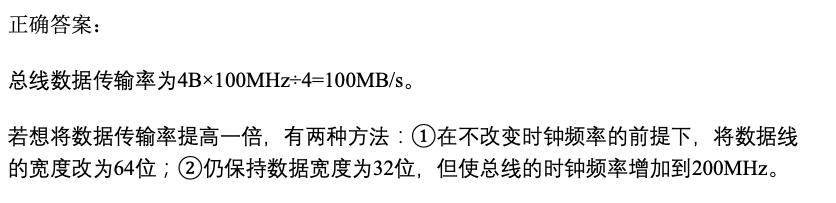 正确答案：
总线数据传输率为4B×100MHz÷4=100MB/s。
若想将数据传输率提高一倍，有两种方法：①在不改变时钟频率的前提下，将数据线
的宽度改为64位；②仍保持数据宽度为32位，但使总线的时钟频率增加到200MHz。